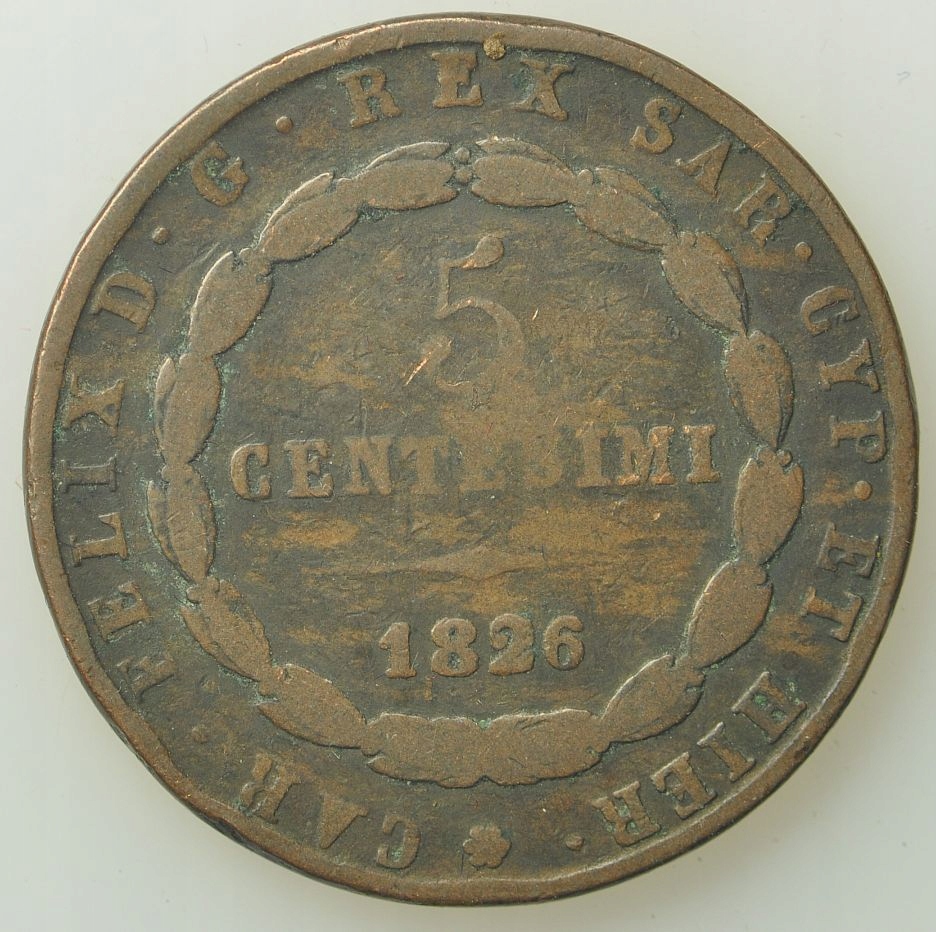 CAR · FELIX D · G · REX SAR · CYP · ET HIER ·
5
CENTESIMI
1826